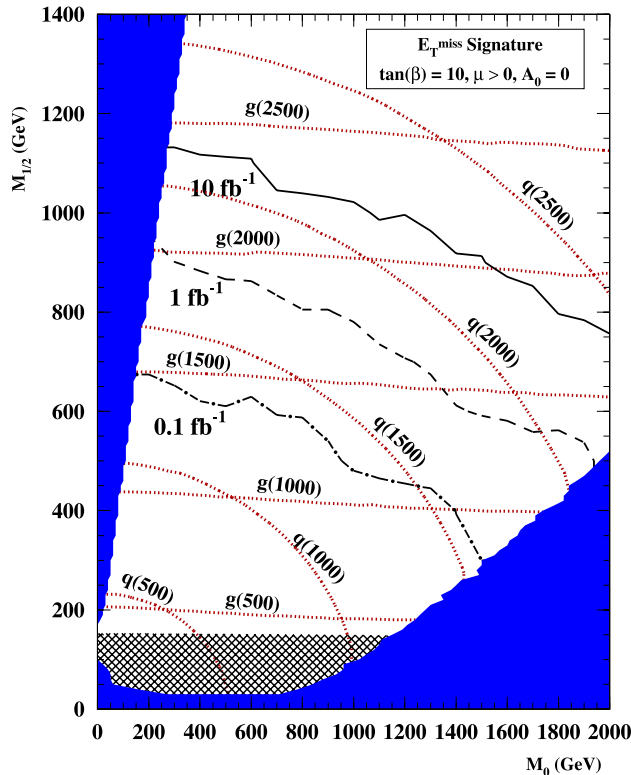 E_T^miss Signature
tan(β) = 10, μ > 0, A_0 = 0
M_1/2 (GeV)
1400
1200
1000
800
600
400
200
0
g(2500)
10 fb^-1
q(2500)
g(2000)
1 fb^-1
q(2000)
g(1500)
0.1 fb^-1
q(1500)
g(1000)
q(1000)
q(500)
g(500)
0 200 400 600 800 1000 1200 1400 1600 1800 2000
M_0 (GeV)